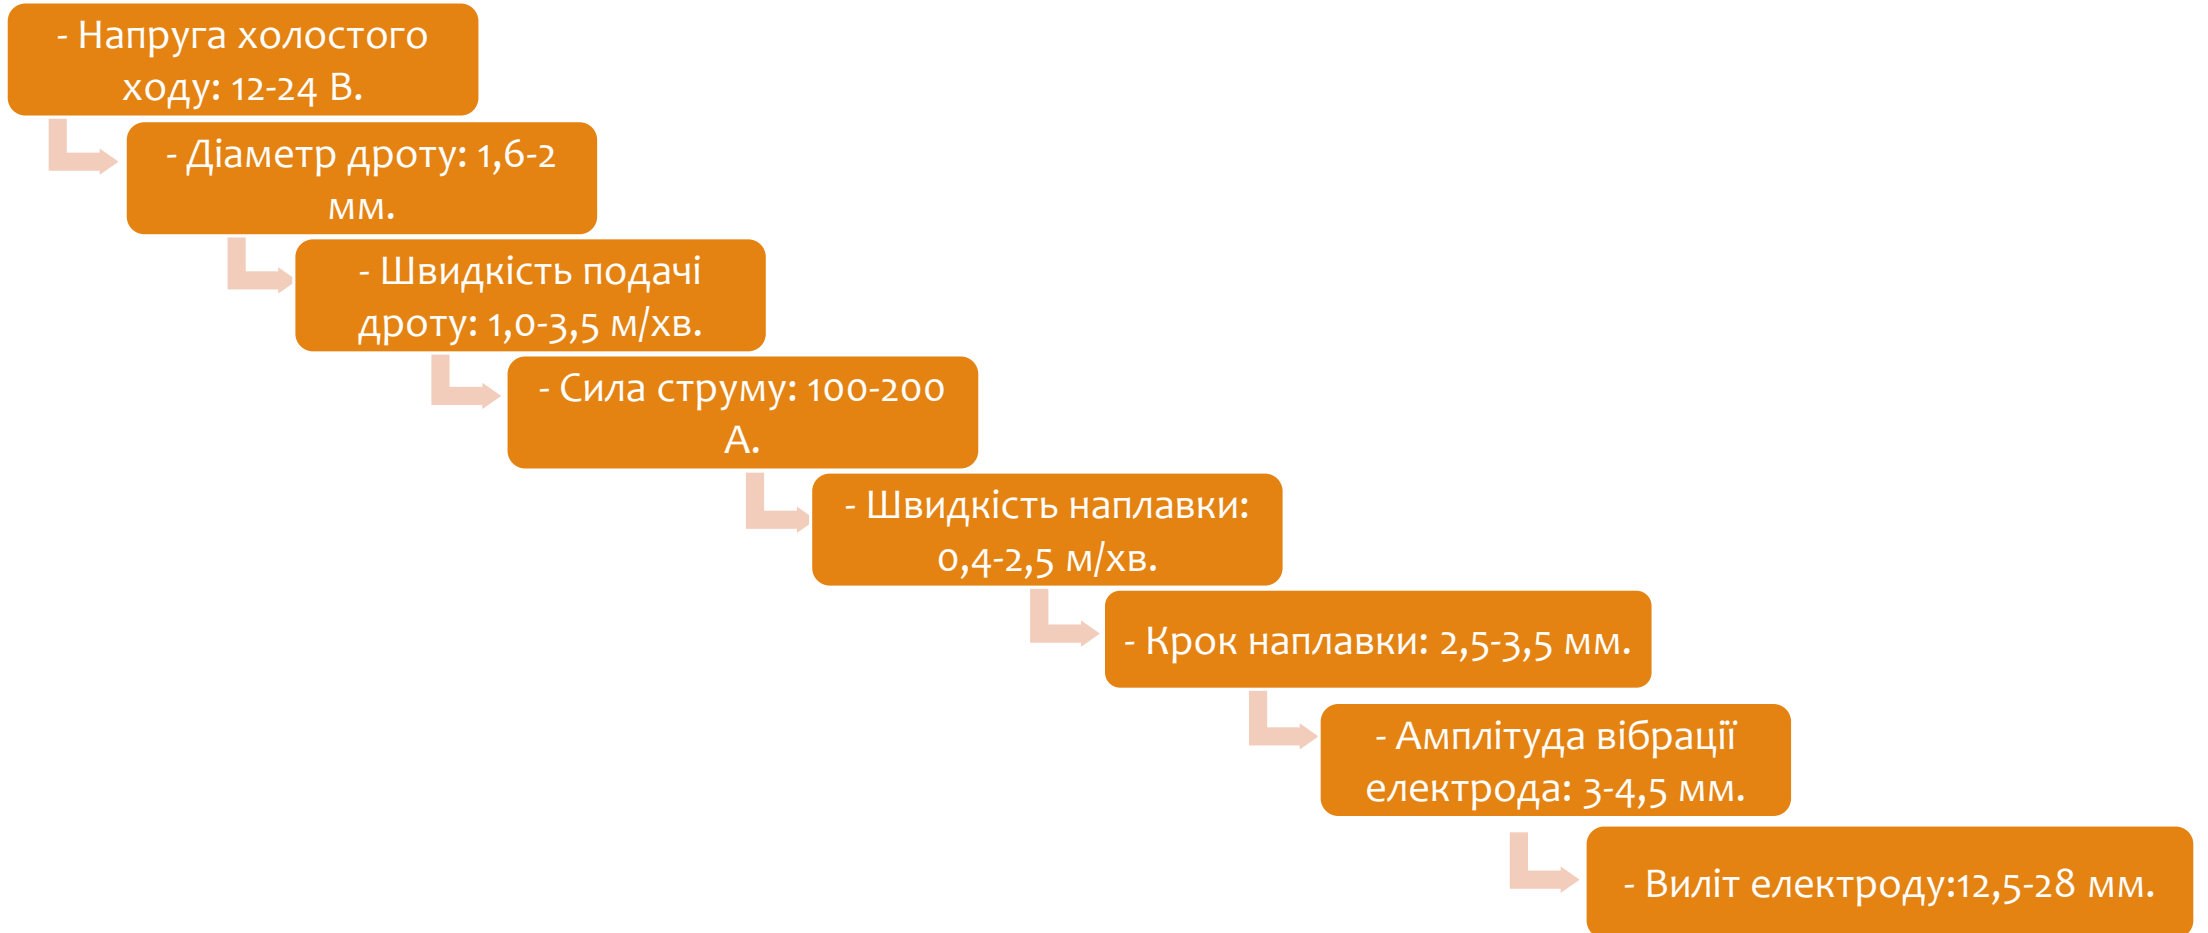 - Напруга холостого
ходу: 12-24 В.
- Діаметр дроту: 1,6-2
мм.
- Швидкість подачі
дроту: 1,0-3,5 м/хв.
- Сила струму: 100-200
А.
- Швидкість наплавки:
0,4-2,5 м/хв.
- Крок наплавки: 2,5-3,5 мм.
- Амплітуда вібрації
електрода: 3-4,5 мм.
- Виліт електроду:12,5-28 мм.